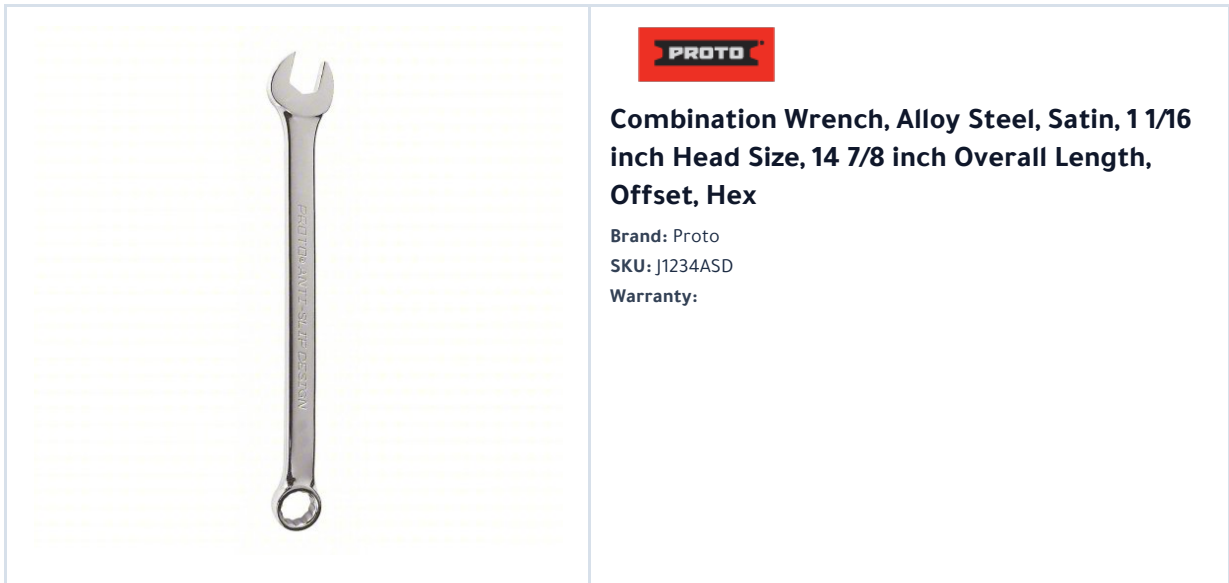 PROTO
Combination Wrench, Alloy Steel, Satin, 1 1/16
inch Head Size, 14 7/8 inch Overall Length,
Offset, Hex
Brand: Proto
SKU: J1234ASD
Warranty:
PROTO® ANTI-SLIP DESIGN